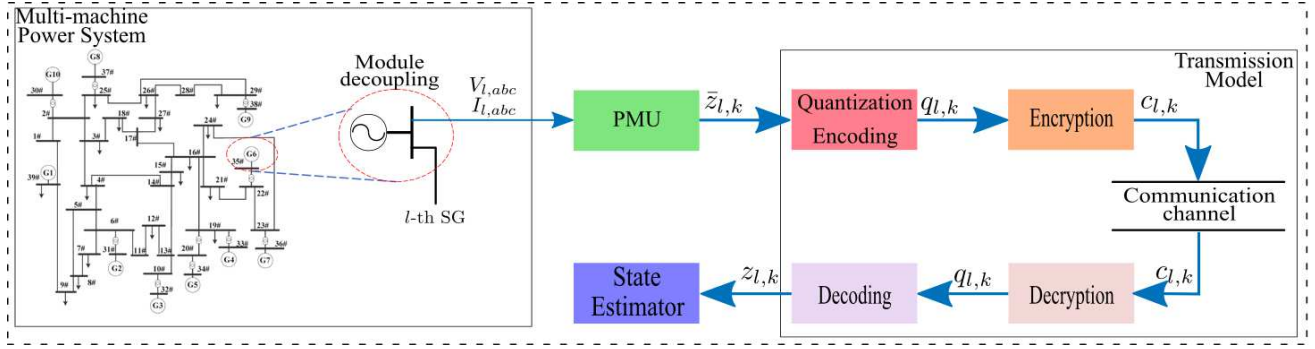 Multi-machine
Power System
G8
G10
37#
30#
25#
26#
28#
29#
2#
38#
18#
27#
24#
G9
3#
17#
1#
16#
G6
15#
35#
39#
G1
4#
14#
21#
22#
5#
6#
12#
19#
23#
7#
31#
11#
13#
20#
33#
36#
8#
G2
10#
G4
G7
34#
9#
32#
G5
G3
Module
decoupling
l-th SG
V_{l,abc}
I_{l,abc}
PMU
z̄_{l,k}
Transmission
Model
Quantization
Encoding
q_{l,k}
Encryption
c_{l,k}
Communication
channel
c_{l,k}
Decryption
q_{l,k}
Decoding
z_{l,k}
State
Estimator